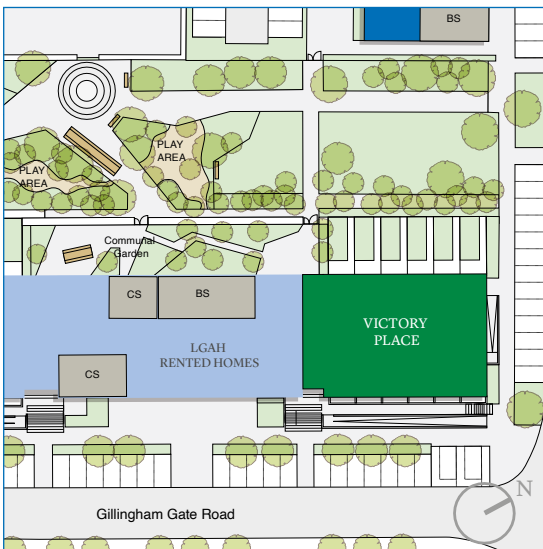 BS
PLAY
AREA
PLAY
AREA
Communal
Garden
CS
BS
VICTORY
PLACE
LGAH
RENTED HOMES
CS
N
Gillingham Gate Road